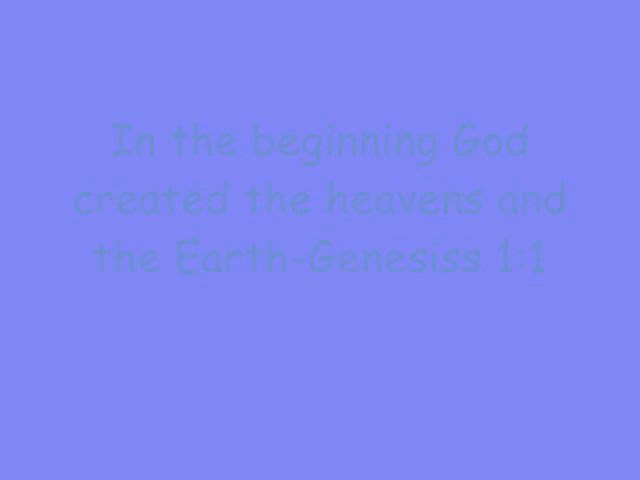 In the beginning God
created the heavens and
the Earth-Genesiss 1:1